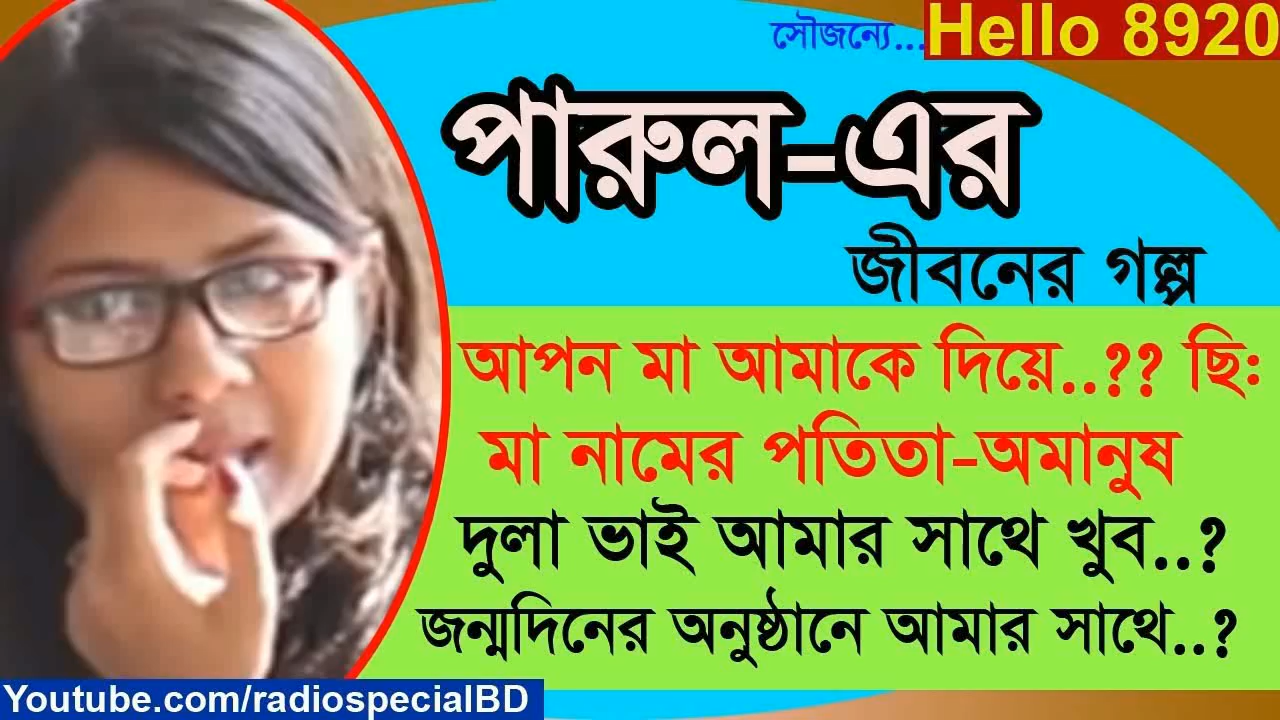 সৌজন্যে...Hello 8920
পারুল-এর
জীবনের গল্প
আপন মা আমাকে দিয়ে..?? ছি:
মা নামের পতিতা-অমানুষ
দুলা ভাই আমার সাথে খুব..?
জন্মদিনের অনুষ্ঠানে আমার সাথে..?
Youtube.com/radiospecialBD